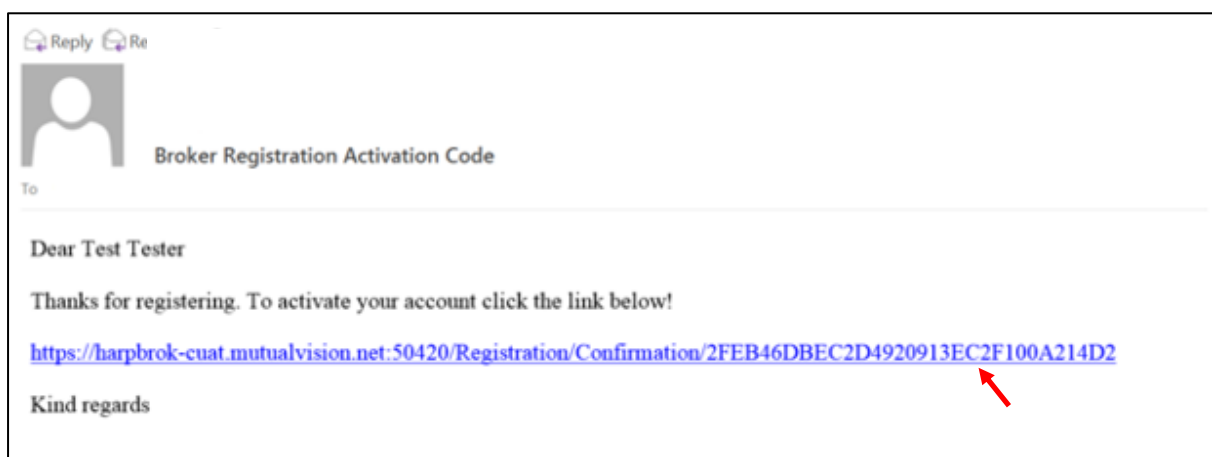 Reply Re
Broker Registration Activation Code
To
Dear Test Tester
Thanks for registering. To activate your account click the link below!
https://harpbrok-cuat.mutualvision.net:50420/Registration/Confirmation/2FEB46DBEC2D4920913EC2F100A214D2
Kind regards